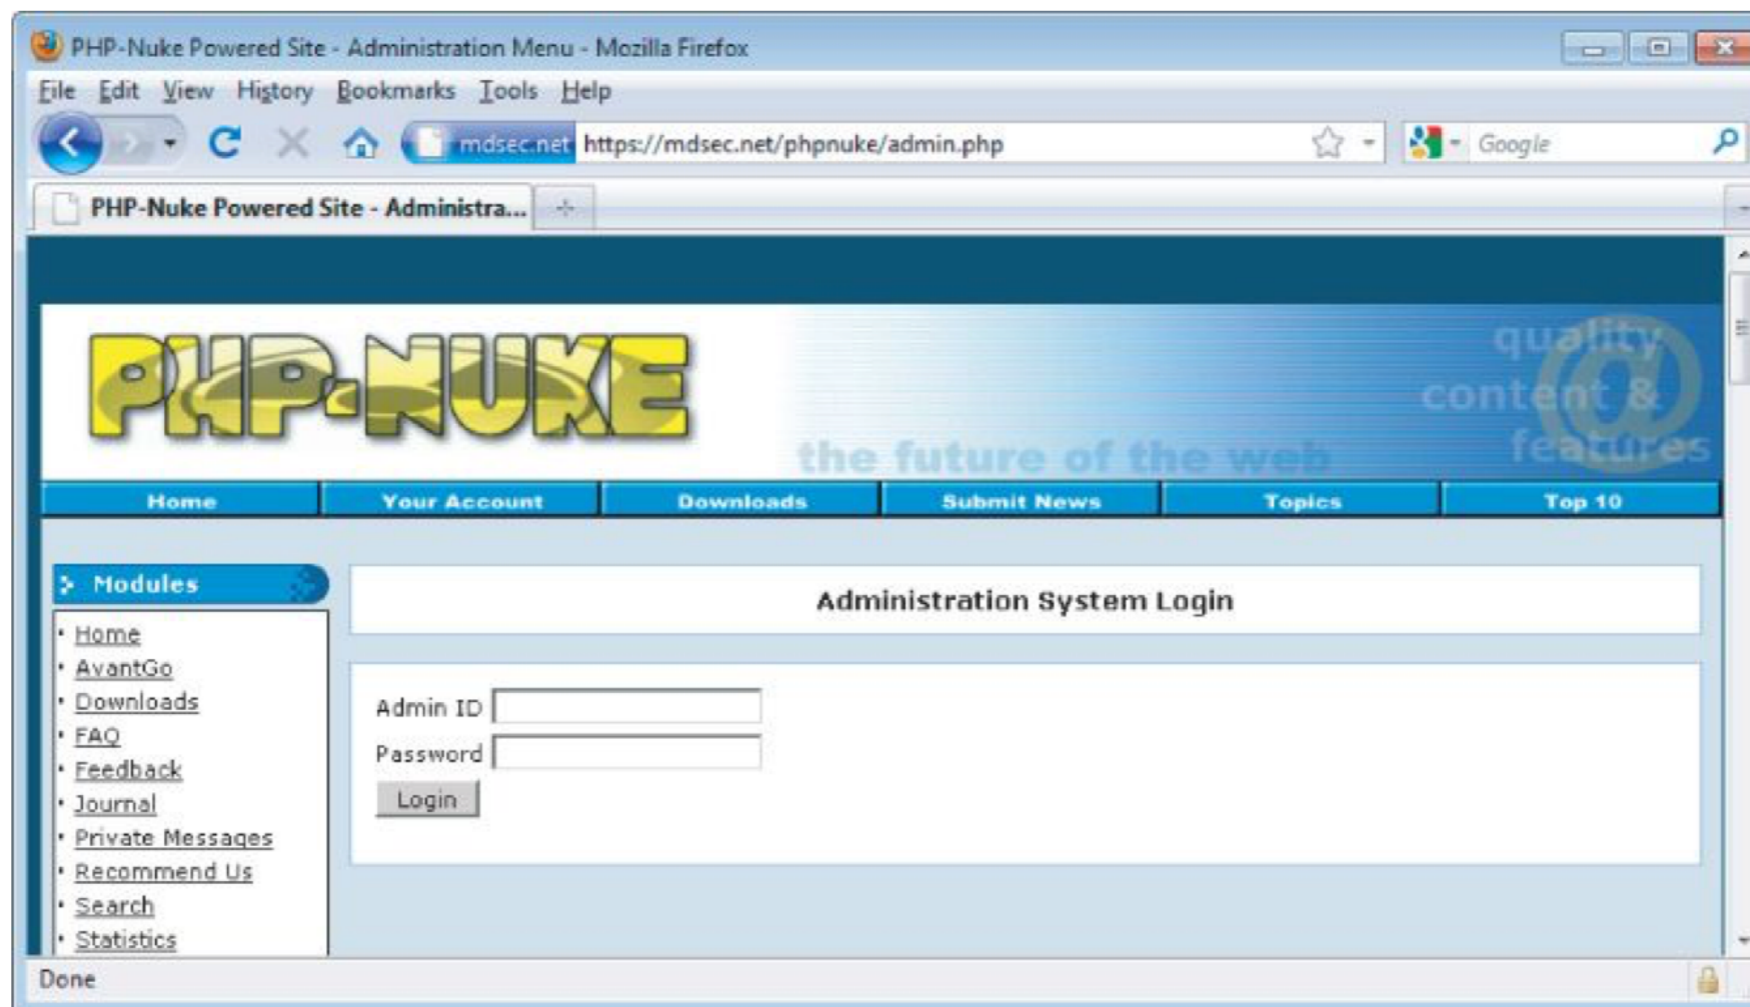 PHP-Nuke Powered Site - Administration Menu - Mozilla Firefox
File Edit View History Bookmarks Tools Help
mdsec.net https://mdsec.net/phpnuke/admin.php Google
PHP-Nuke Powered Site - Administra...
PHP-NUKE
quality
content &
features
@
the future of the web
Home Your Account Downloads Submit News Topics Top 10
Modules
Administration System Login
Home
AvantGo
Downloads
FAQ
Feedback
Journal
Private Messages
Recommend Us
Search
Statistics
Admin ID
Password
Login
Done